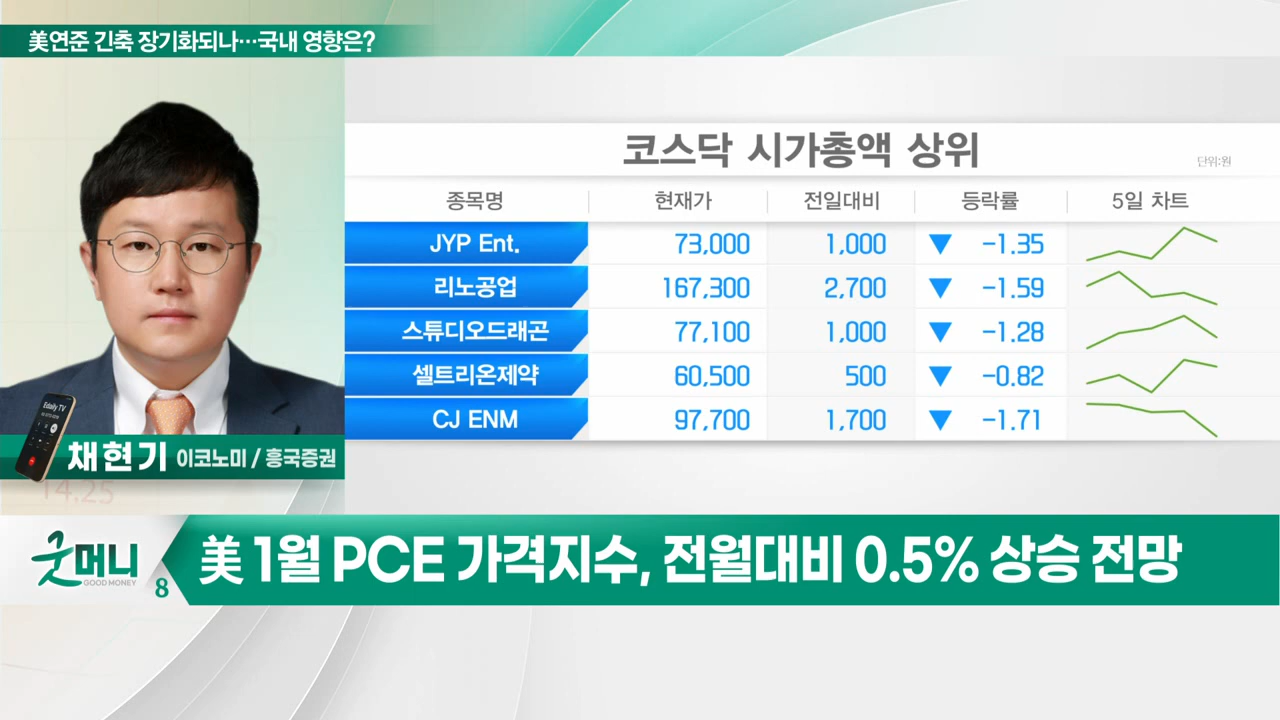 美연준 긴축 장기화되나…국내 영향은?
코스닥 시가총액 상위
단위:원
종목명 현재가 전일대비 등락률 5일 차트
JYP Ent. 73,000 1,000 ▼ -1.35
리노공업 167,300 2,700 ▼ -1.59
스튜디오드래곤 77,100 1,000 ▼ -1.28
셀트리온제약 60,500 500 ▼ -0.82
CJ ENM 97,700 1,700 ▼ -1.71
Edaily TV
채현기 이코노미 / 흥국증권
14.25
굿머니
GOOD MONEY
8
美 1월 PCE 가격지수, 전월대비 0.5% 상승 전망